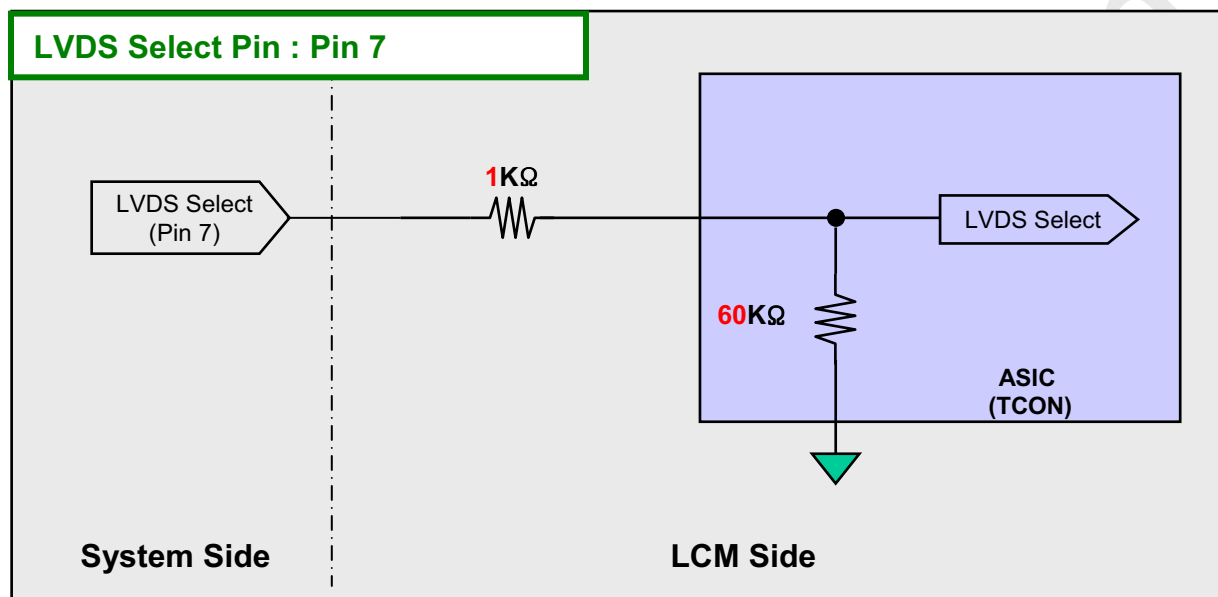 LVDS Select Pin : Pin 7
LVDS Select
(Pin 7)
1KΩ
LVDS Select
60KΩ
ASIC
(TCON)
System Side
LCM Side